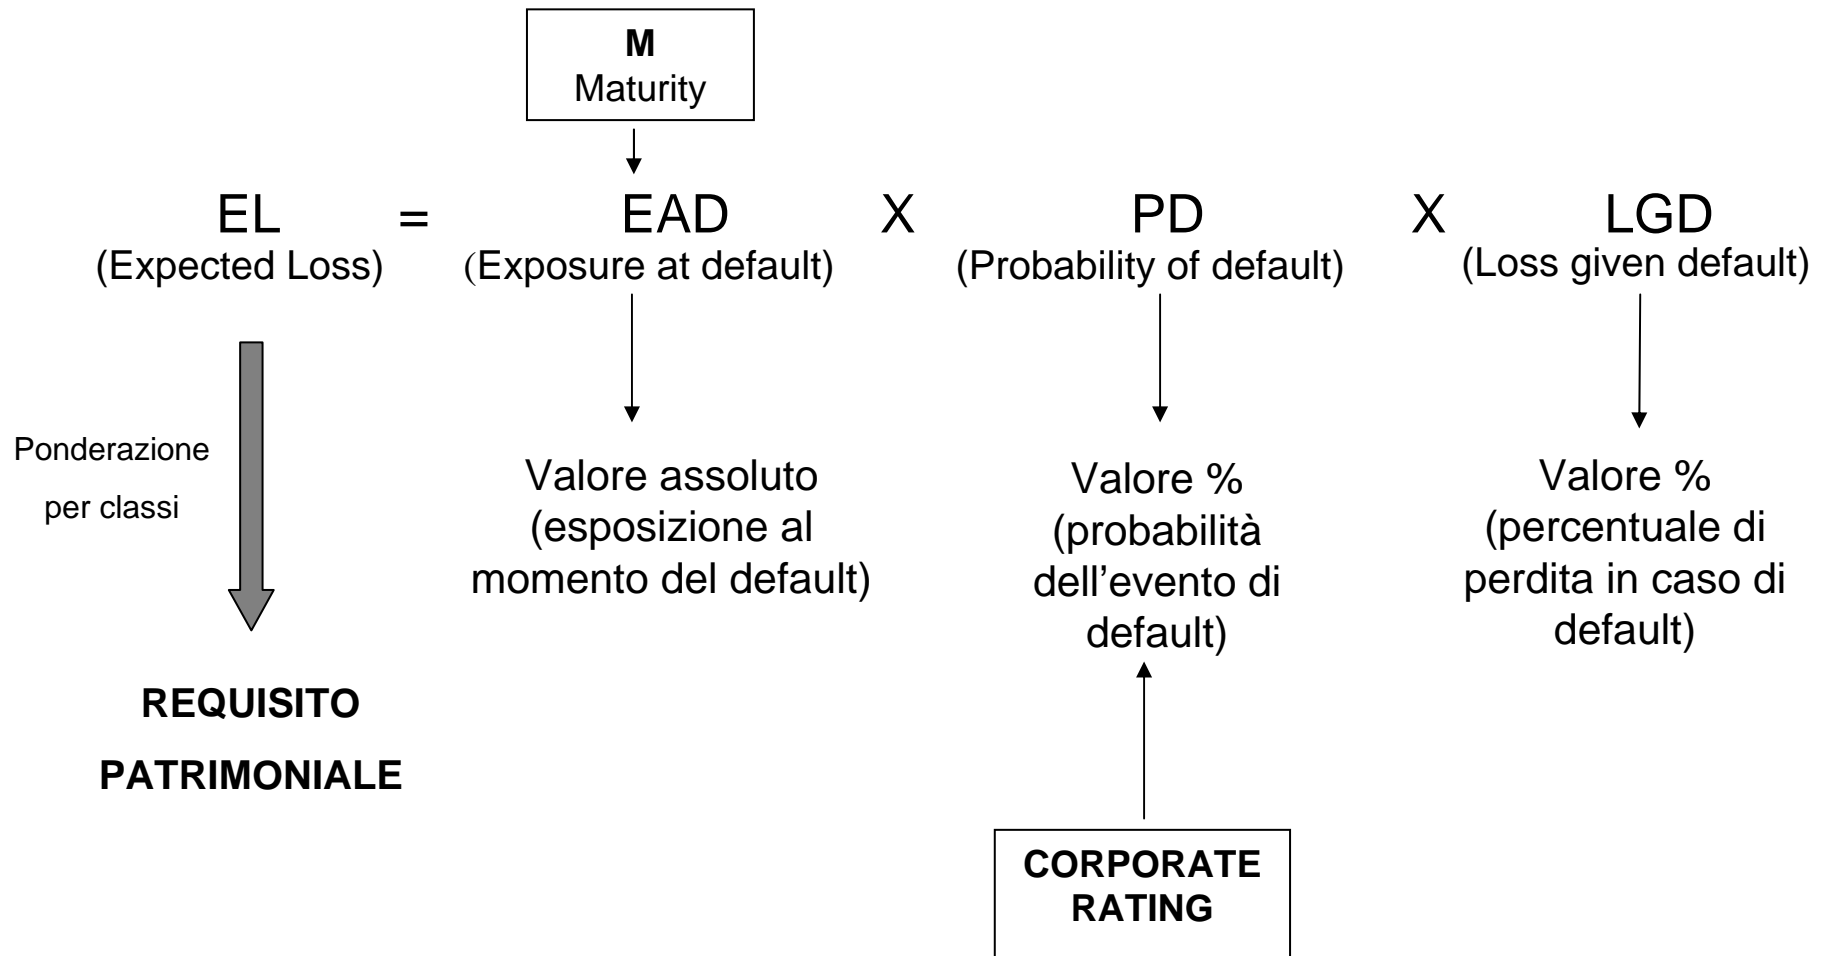 M
Maturity
EL = EAD X PD X LGD
(Expected Loss) (Exposure at default) (Probability of default) (Loss given default)
Ponderazione
per classi
Valore assoluto
(esposizione al
momento del default)
Valore %
(probabilità
dell’evento di
default)
Valore %
(percentuale di
perdita in caso di
default)
REQUISITO
PATRIMONIALE
CORPORATE
RATING